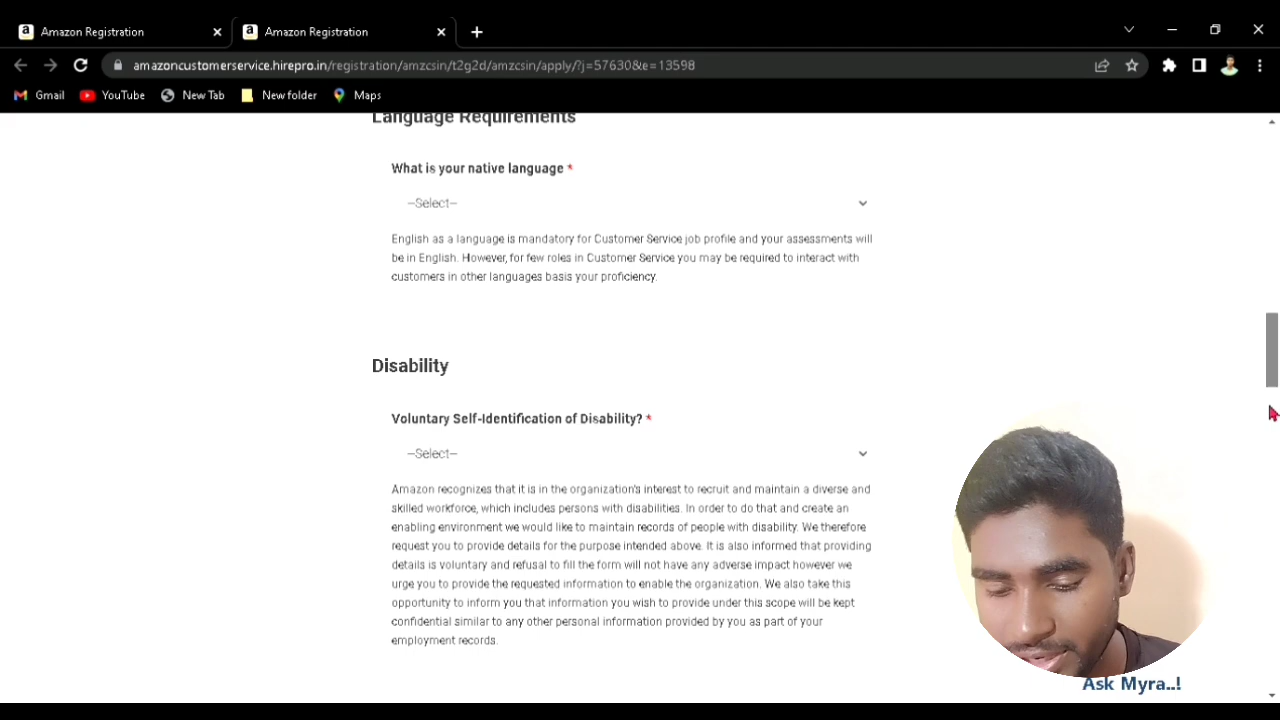 Amazon Registration
Amazon Registration
amazoncustomerservice.hirepro.in/registration/amzcsin/t2g2d/amzcsin/apply/?j=57630&e=13598
Gmail YouTube New Tab New folder Maps
Language Requirements
What is your native language *
--Select--
English as a language is mandatory for Customer Service job profile and your assessments will
be in English. However, for few roles in Customer Service you may be required to interact with
customers in other languages basis your proficiency.
Disability
Voluntary Self-Identification of Disability? *
--Select--
Amazon recognizes that it is in the organization's interest to recruit and maintain a diverse and
skilled workforce, which includes persons with disabilities. In order to do that and create an
enabling environment we would like to maintain records of people with disability. We therefore
request you to provide details for the purpose intended above. It is also informed that providing
details is voluntary and refusal to fill the form will not have any adverse impact however we
urge you to provide the requested information to enable the organization. We also take this
opportunity to inform you that information you wish to provide under this scope will be kept
confidential similar to any other personal information provided by you as part of your
employment records.
Ask Myra..!